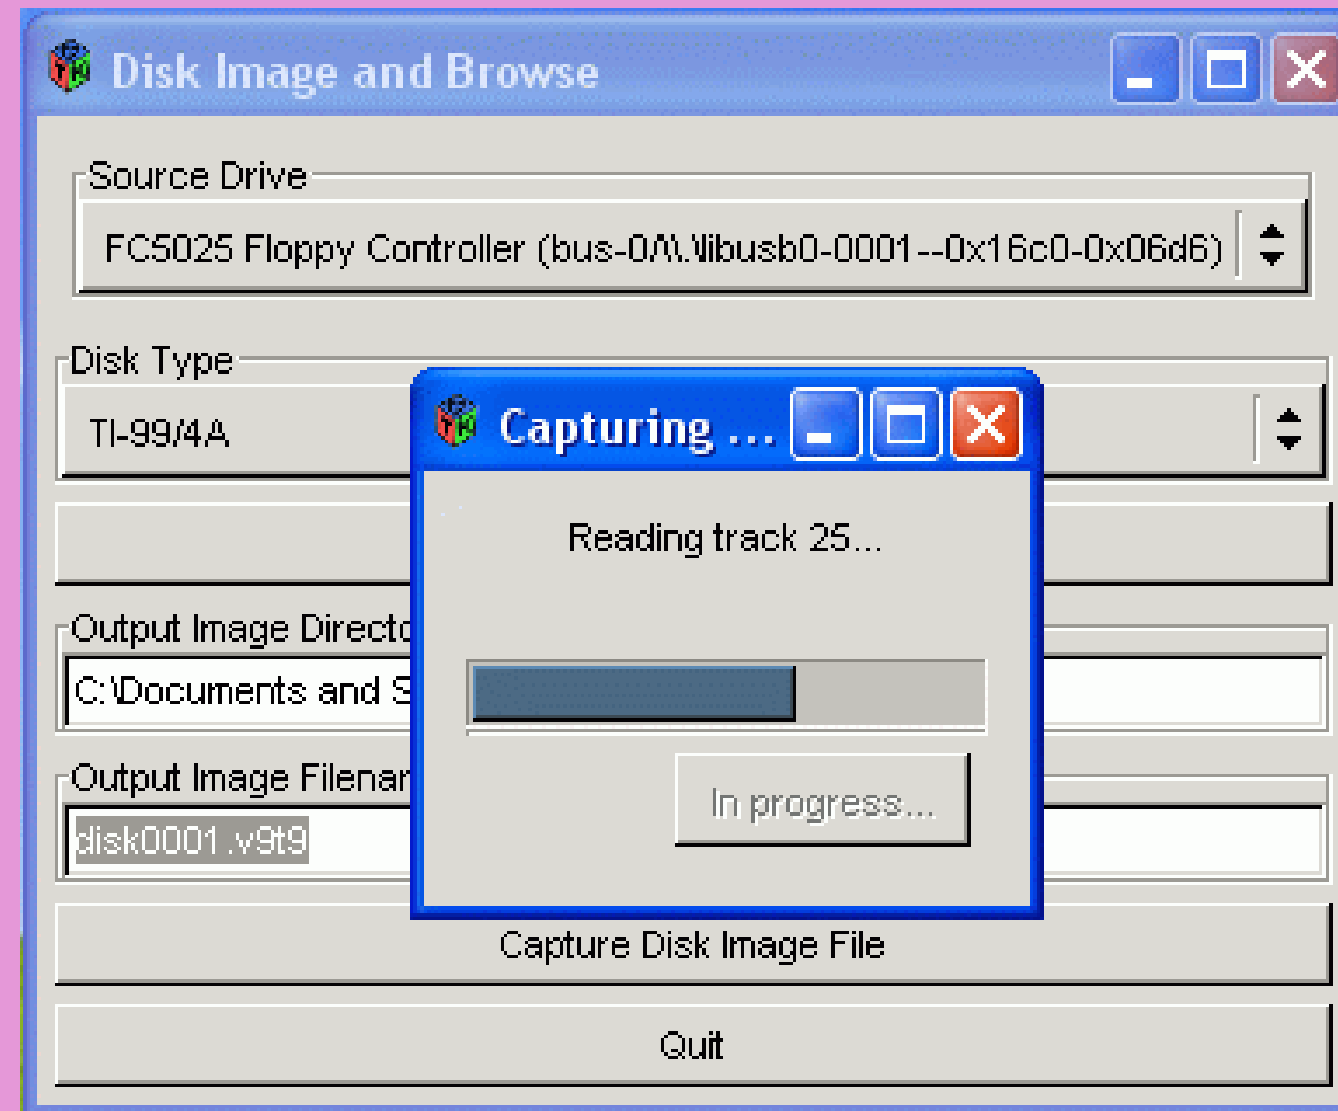 Disk Image and Browse
Source Drive
FC5025 Floppy Controller (bus-0/\\.\libusb0-0001--0x16c0-0x06d6)
Disk Type
TI-99/4A
Capturing ...
Reading track 25...
Output Image Directo
C:\Documents and S
In progress...
Output Image Filenar
disk0001.v9t9
Capture Disk Image File
Quit